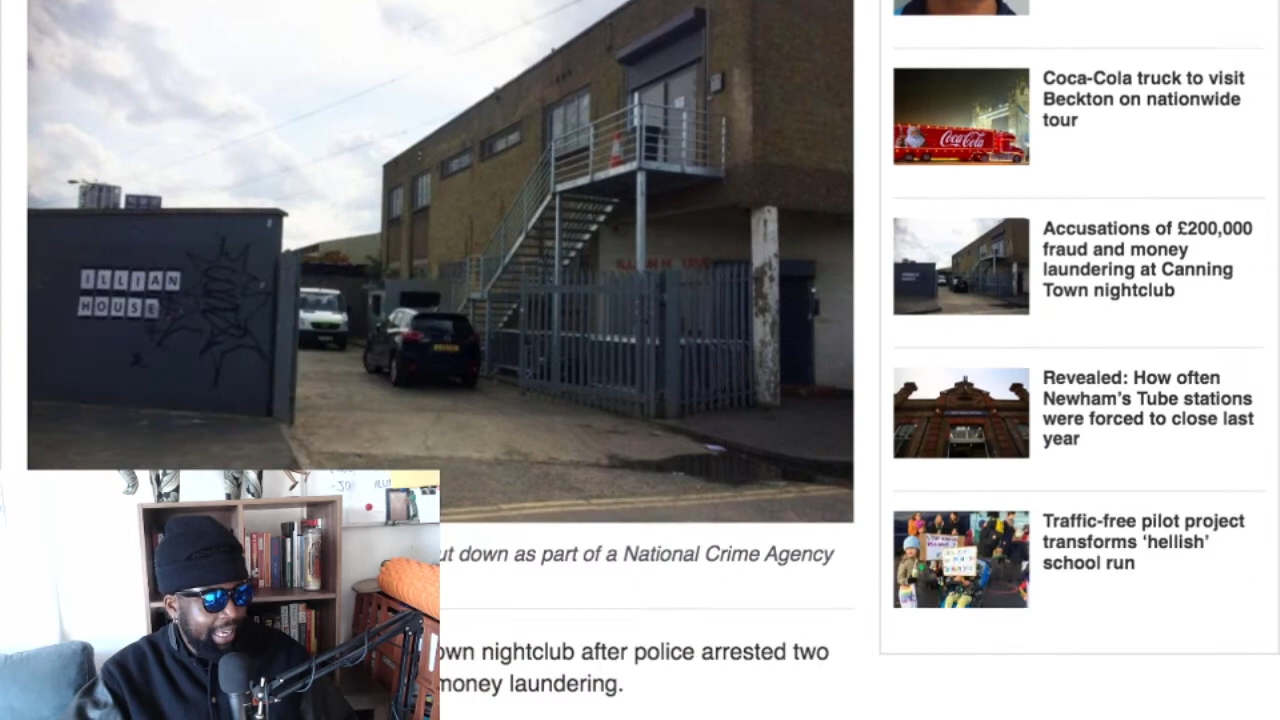 ILLIAN
HOUSE
ut down as part of a National Crime Agency
own nightclub after police arrested two
money laundering.
Coca-Cola truck to visit
Beckton on nationwide
tour
Coca-Cola
Accusations of £200,000
fraud and money
laundering at Canning
Town nightclub
Revealed: How often
Newham's Tube stations
were forced to close last
year
Traffic-free pilot project
transforms ‘hellish’
school run